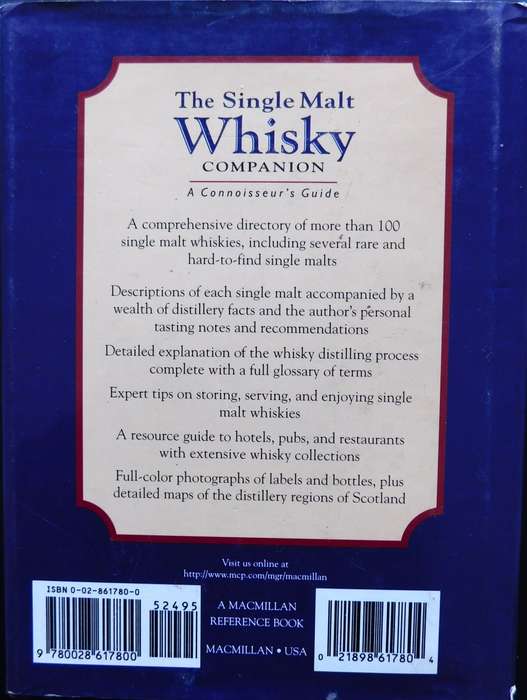 The Single Malt
Whisky
COMPANION
A Connoisseur's Guide
A comprehensive directory of more than 100
single malt whiskies, including several rare and
hard-to-find single malts
Descriptions of each single malt accompanied by a
wealth of distillery facts and the author's personal
tasting notes and recommendations
Detailed explanation of the whisky distilling process
complete with a full glossary of terms
Expert tips on storing, serving, and enjoying single
malt whiskies
A resource guide to hotels, pubs, and restaurants
with extensive whisky collections
Full-color photographs of labels and bottles, plus
detailed maps of the distillery regions of Scotland
Visit us online at
http://www.mcp.com/mgr/macmillan
ISBN 0-02-861780-0
52495
9 780028 617800
A MACMILLAN
REFERENCE BOOK
MACMILLAN • USA
0 21898 61780 4